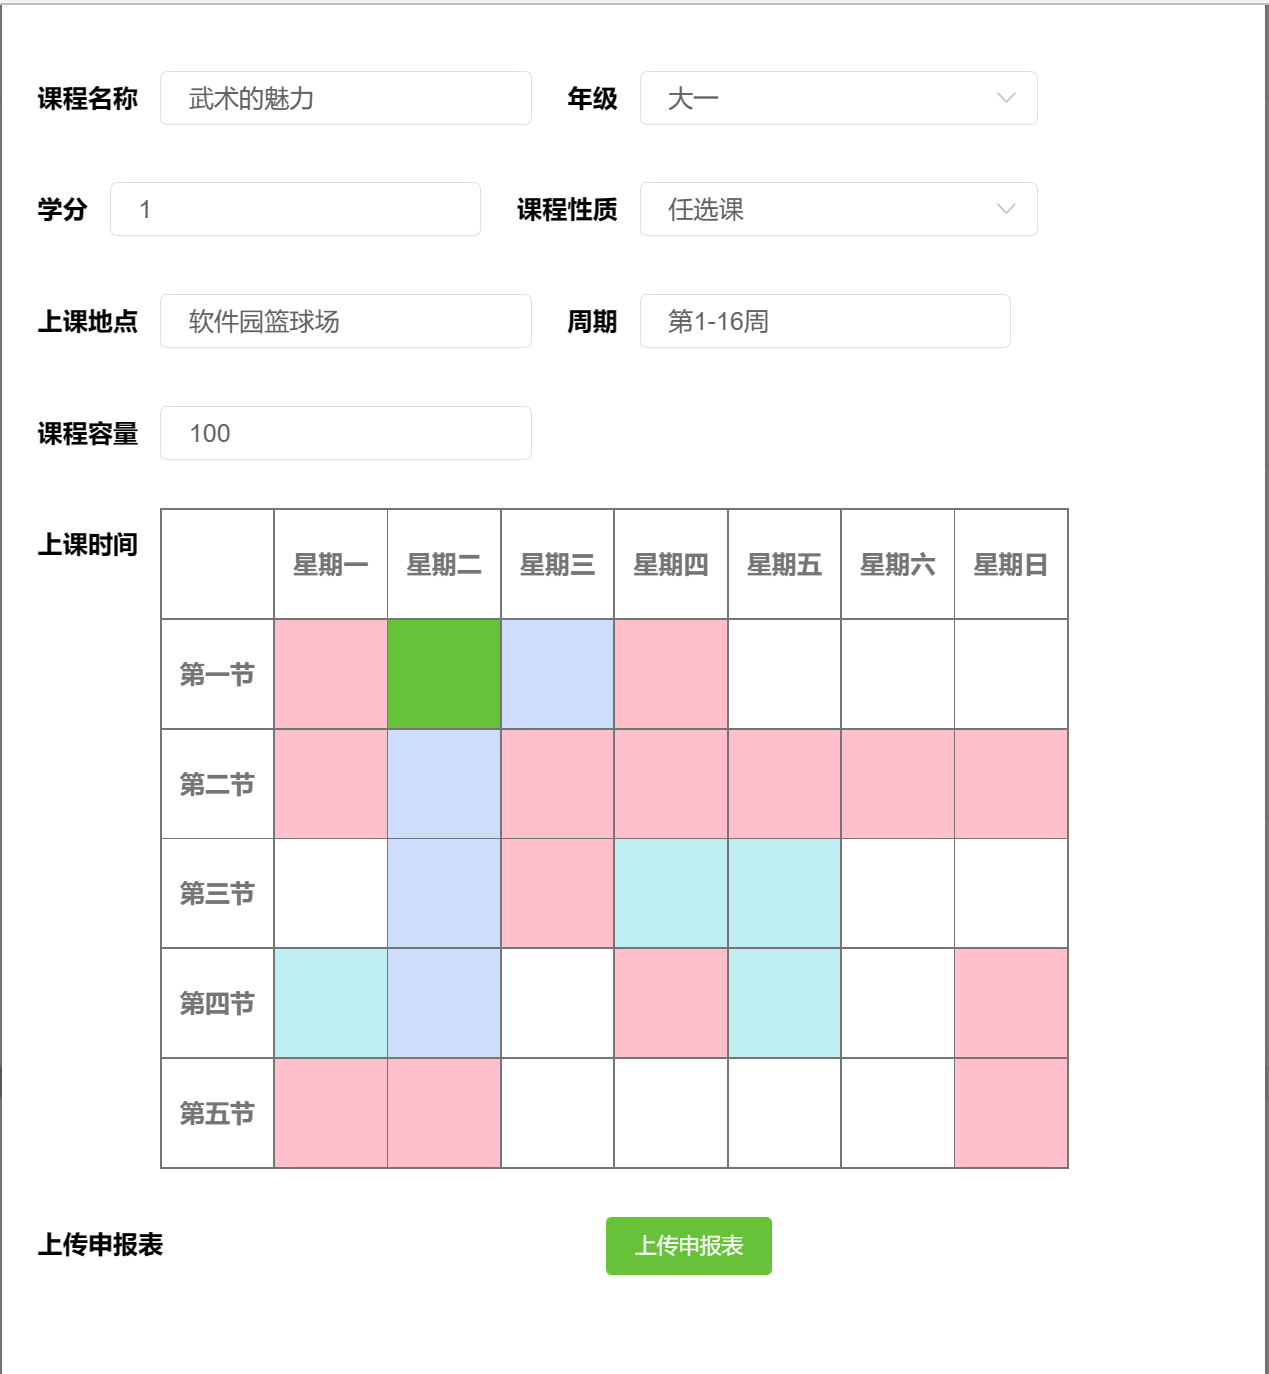 课程名称 武术的魅力 年级 大一
学分 1 课程性质 任选课
上课地点 软件园篮球场 周期 第1-16周
课程容量 100
上课时间 星期一 星期二 星期三 星期四 星期五 星期六 星期日
第一节
第二节
第三节
第四节
第五节
上传申报表 上传申报表